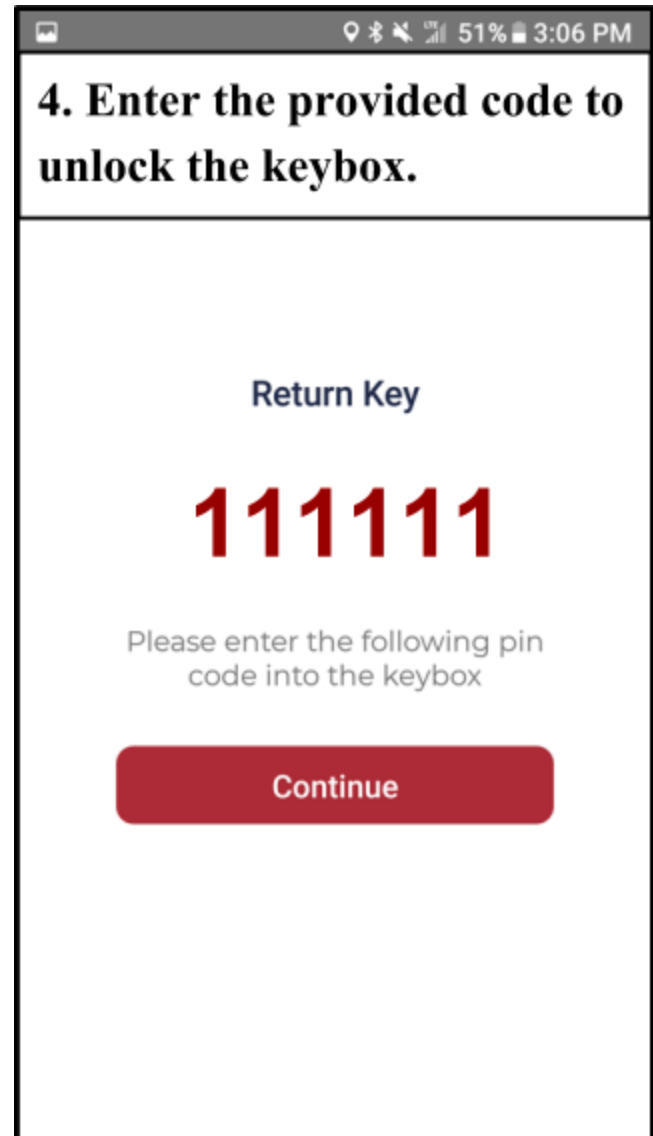 51% 3:06 PM
4. Enter the provided code to
unlock the keybox.
Return Key
111111
Please enter the following pin
code into the keybox
Continue